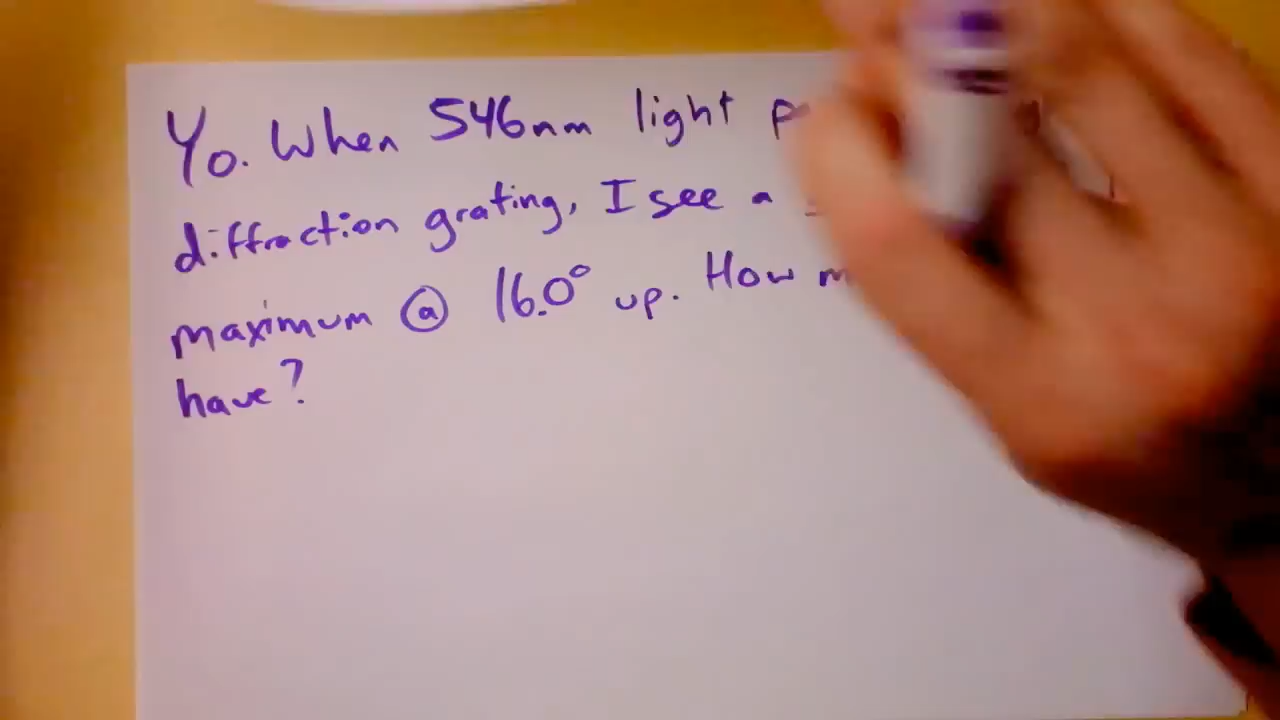 Yo. When 546nm light
diffraction grating, I see a
maximum @ 16.0° up. How
have?